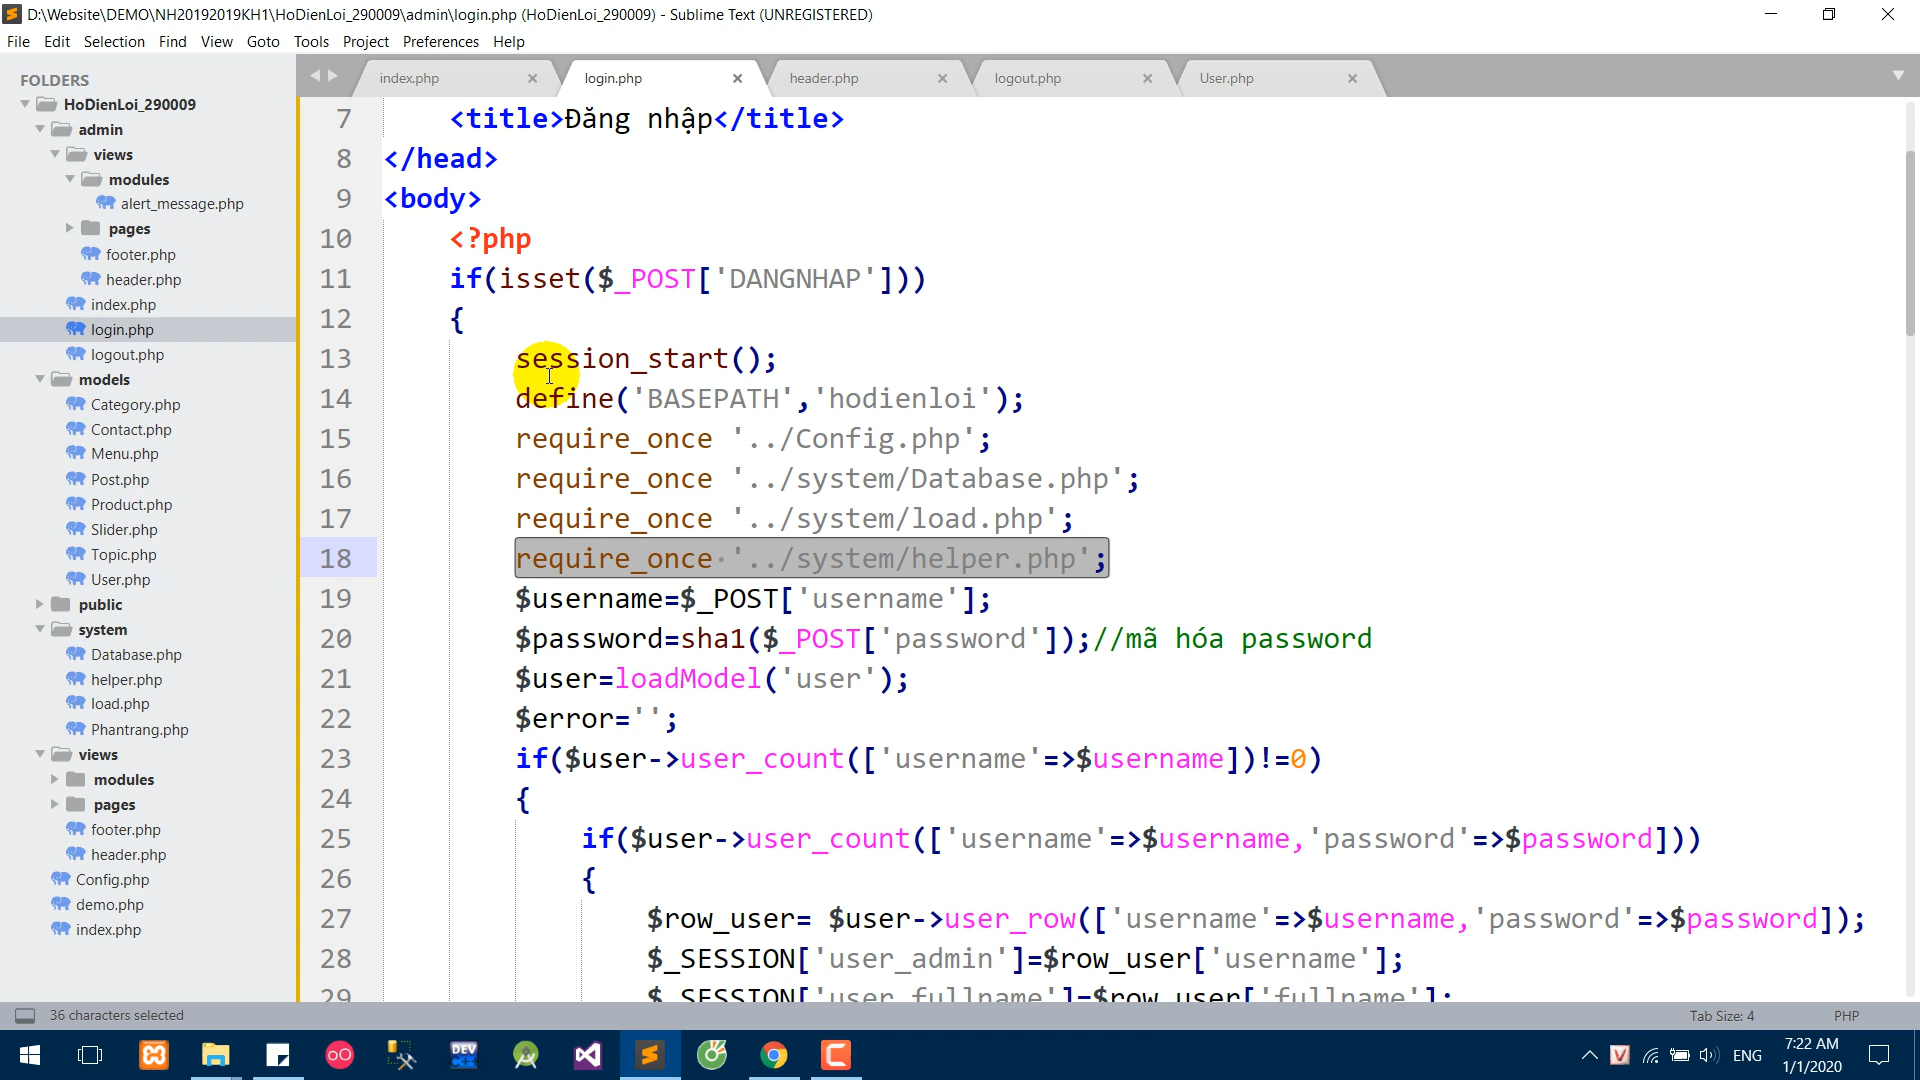 D:\Website\DEMO\NH20192019KH1\HoDienLoi_290009\admin\login.php (HoDienLoi_290009) - Sublime Text (UNREGISTERED)
File Edit Selection Find View Goto Tools Project Preferences Help
FOLDERS
HoDienLoi_290009
admin
views
modules
alert_message.php
pages
footer.php
header.php
index.php
login.php
logout.php
models
Category.php
Contact.php
Menu.php
Post.php
Product.php
Slider.php
Topic.php
User.php
public
system
Database.php
helper.php
load.php
Phantrang.php
views
modules
pages
footer.php
header.php
Config.php
demo.php
index.php
index.php login.php header.php logout.php User.php
7 <title>Đăng nhập</title>
8 </head>
9 <body>
10 <?php
11 if(isset($_POST['DANGNHAP']))
12 {
13 session_start();
14 define('BASEPATH','hodienloi');
15 require_once '../Config.php';
16 require_once '../system/Database.php';
17 require_once '../system/load.php';
18 require_once '../system/helper.php';
19 $username=$_POST['username'];
20 $password=sha1($_POST['password']);//mã hóa password
21 $user=loadModel('user');
22 $error='';
23 if($user->user_count(['username'=>$username])!=0)
24 {
25 if($user->user_count(['username'=>$username,'password'=>$password]))
26 {
27 $row_user= $user->user_row(['username'=>$username,'password'=>$password]);
28 $_SESSION['user_admin']=$row_user['username'];
29 $_SESSION['user_fullname']=$row_user['fullname'];
36 characters selected
Tab Size: 4 PHP
DEV
ENG
7:22 AM
1/1/2020